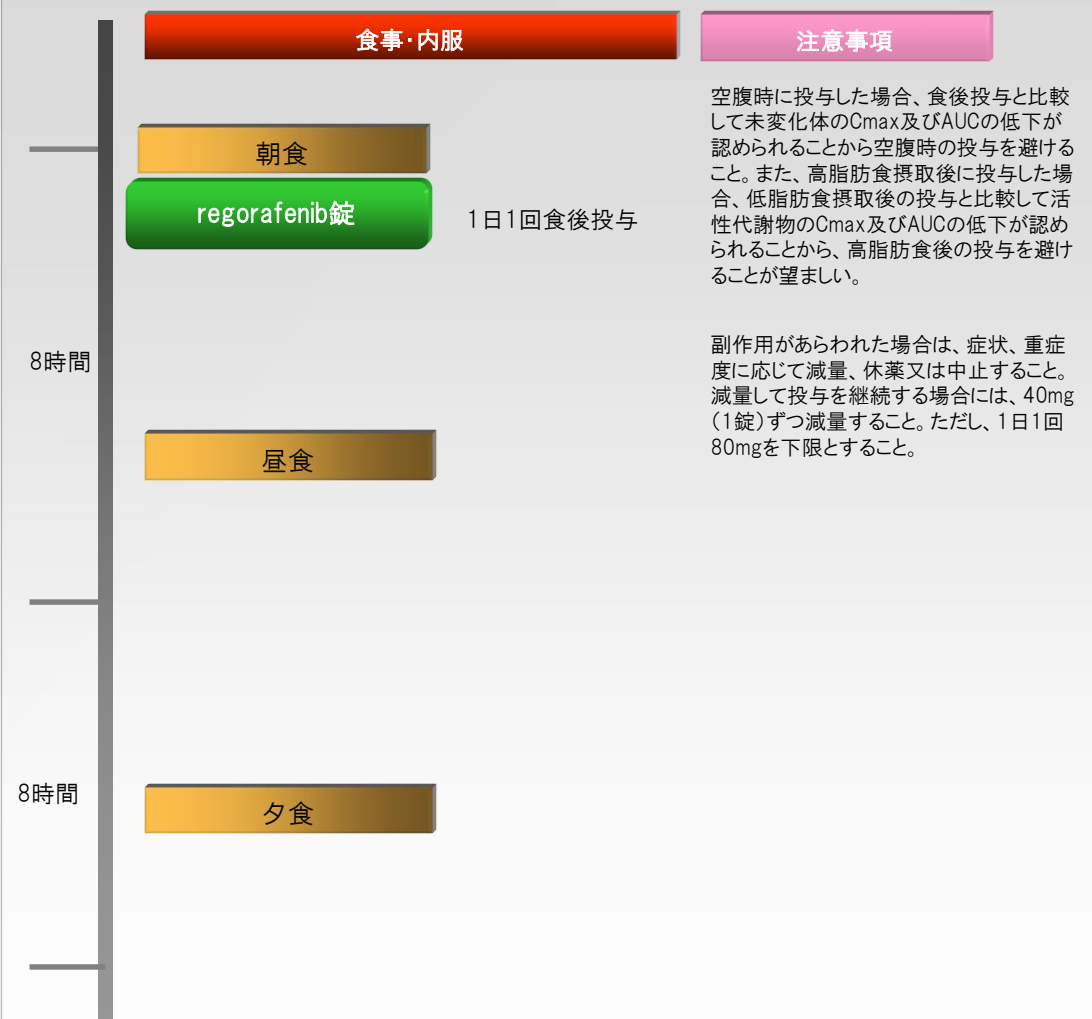 食事・内服
注意事項
朝食
regorafenib錠
1日1回食後投与
空腹時に投与した場合、食後投与と比較
して未変化体のCmax及びAUCの低下が
認められることから空腹時の投与を避ける
こと。また、高脂肪食摂取後に投与した場
合、低脂肪食摂取後の投与と比較して活
性代謝物のCmax及びAUCの低下が認め
られることから、高脂肪食後の投与を避け
ることが望ましい。
副作用があらわれた場合は、症状、重症
度に応じて減量、休薬又は中止すること。
減量して投与を継続する場合には、40mg
（1錠）ずつ減量すること。ただし、1日1回
80mgを下限とすること。
8時間
昼食
8時間
夕食